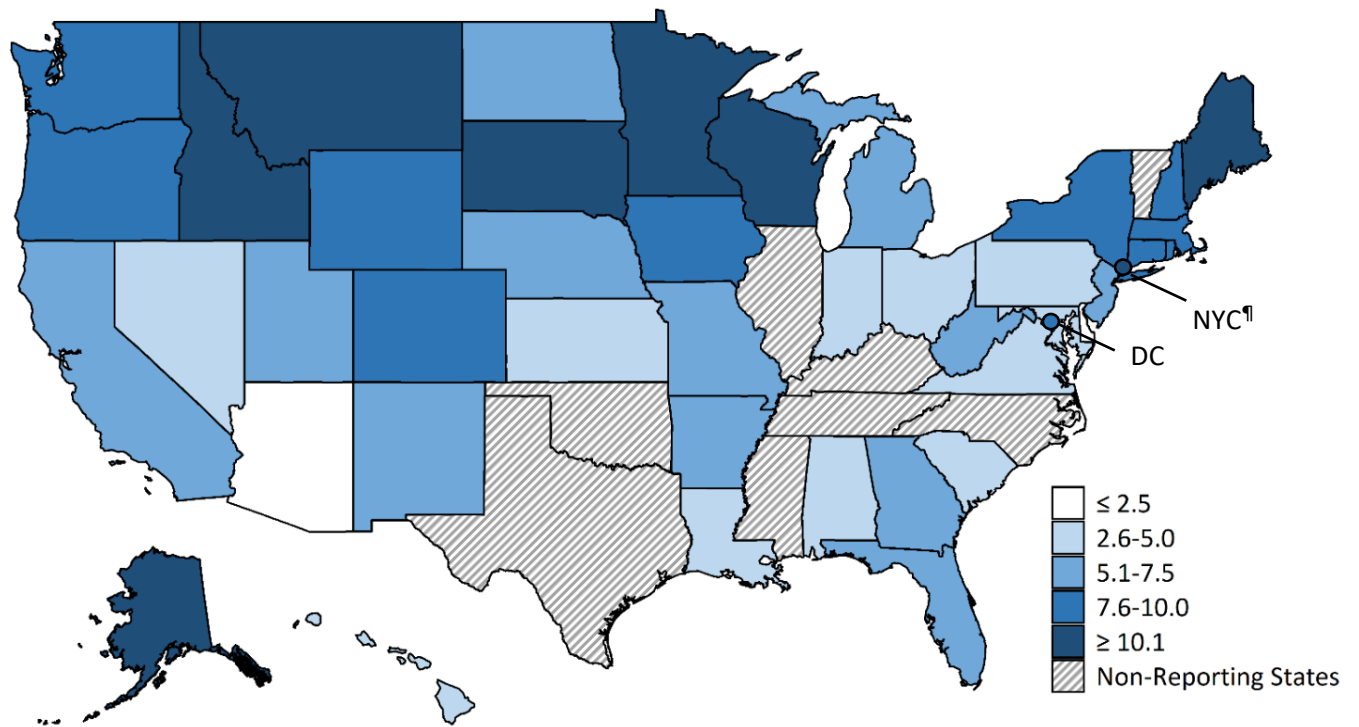 NYC¶
DC
≤ 2.5
2.6-5.0
5.1-7.5
7.6-10.0
≥ 10.1
Non-Reporting States